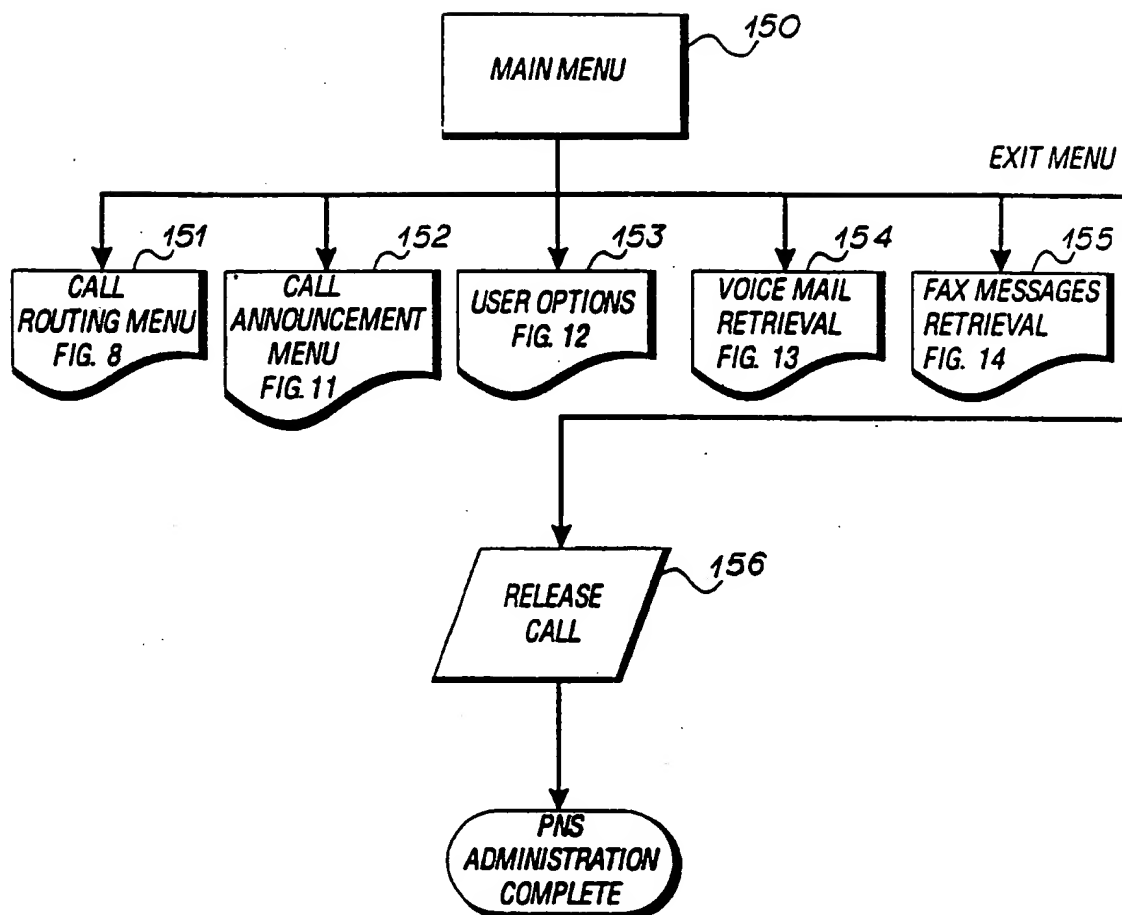 150
MAIN MENU
EXIT MENU
151
CALL
ROUTING MENU
FIG. 8
152
CALL
ANNOUNCEMENT
MENU
FIG. 11
153
USER OPTIONS
FIG. 12
154
VOICE MAIL
RETRIEVAL
FIG. 13
155
FAX MESSAGES
RETRIEVAL
FIG. 14
156
RELEASE
CALL
PNS
ADMINISTRATION
COMPLETE